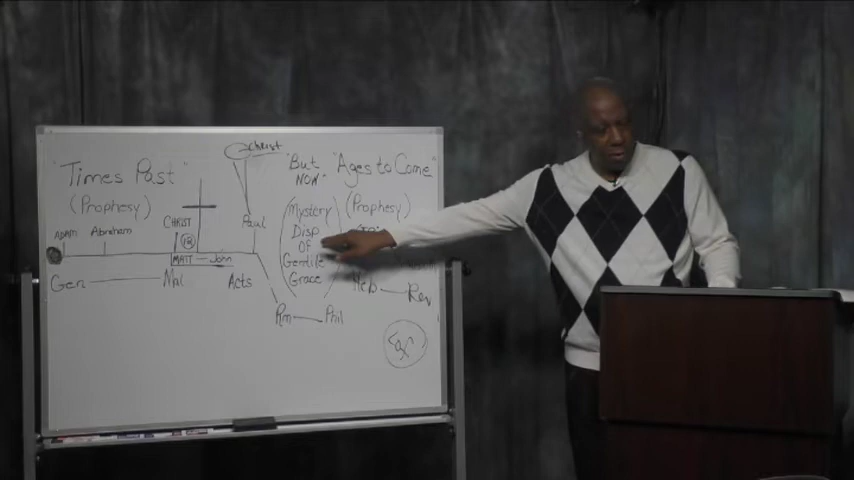 "Times Past"
(Prophesy)
ADAM
Abraham
CHRIST
12
MATT — John
Gen — Mal
Acts
Christ
Paul
"But
NOW"
Mystery
Disp
OF
Gentile
Grace
Rm — Phil
"Ages to Come"
(Prophesy)
Heb — Rev